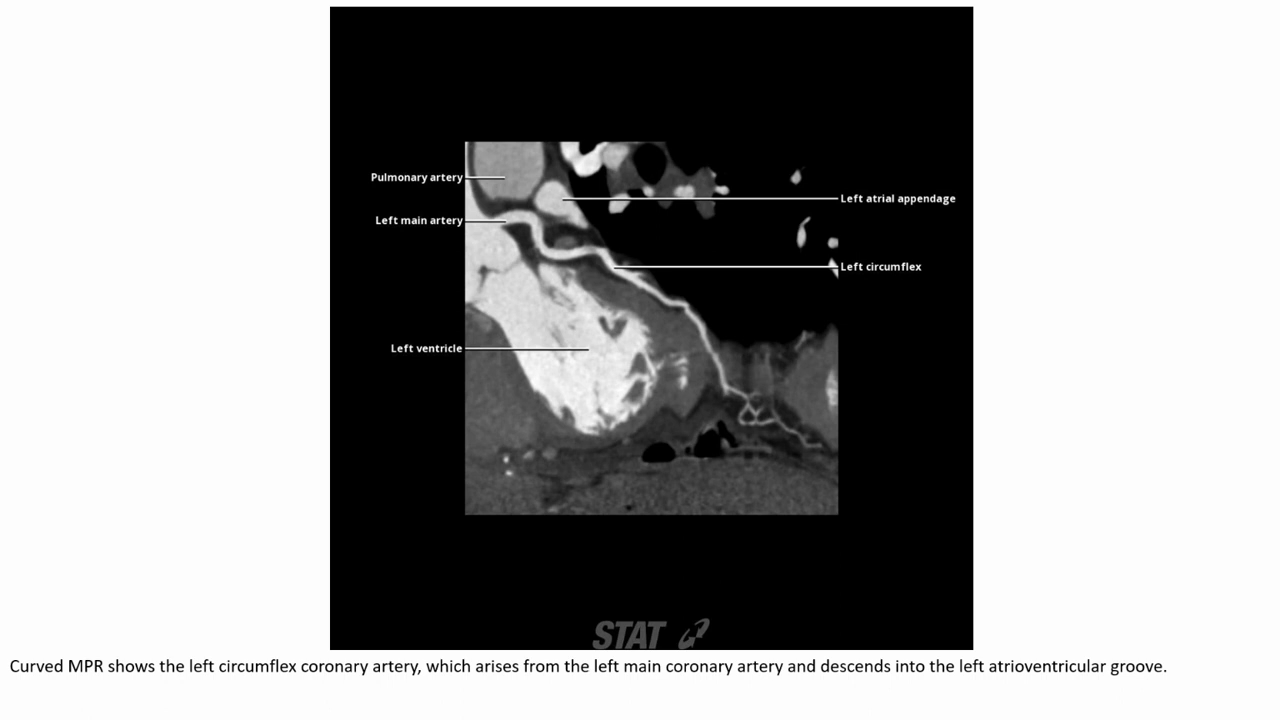 Pulmonary artery
Left atrial appendage
Left main artery
Left circumflex
Left ventricle
STAT
Curved MPR shows the left circumflex coronary artery, which arises from the left main coronary artery and descends into the left atrioventricular groove.